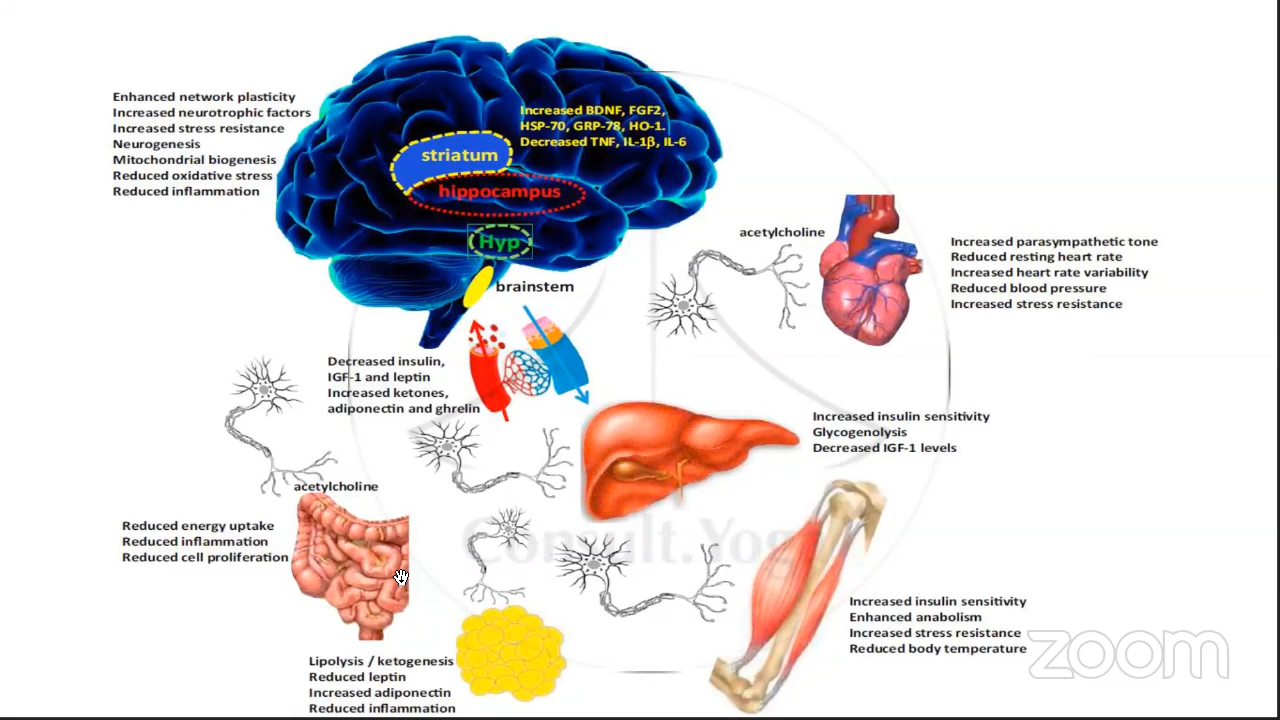 Enhanced network plasticity
Increased neurotrophic factors
Increased stress resistance
Neurogenesis
Mitochondrial biogenesis
Reduced oxidative stress
Reduced inflammation
Increased BDNF, FGF2,
HSP-70, GRP-78, HO-1.
Decreased TNF, IL-1β, IL-6
striatum
hippocampus
Hyp
brainstem
acetylcholine
Increased parasympathetic tone
Reduced resting heart rate
Increased heart rate variability
Reduced blood pressure
Increased stress resistance
Decreased insulin,
IGF-1 and leptin
Increased ketones,
adiponectin and ghrelin
Increased insulin sensitivity
Glycogenolysis
Decreased IGF-1 levels
acetylcholine
Reduced energy uptake
Reduced inflammation
Reduced cell proliferation
Consult.Yoga
Increased insulin sensitivity
Enhanced anabolism
Increased stress resistance
Reduced body temperature
Lipolysis / ketogenesis
Reduced leptin
Increased adiponectin
Reduced inflammation
zoom